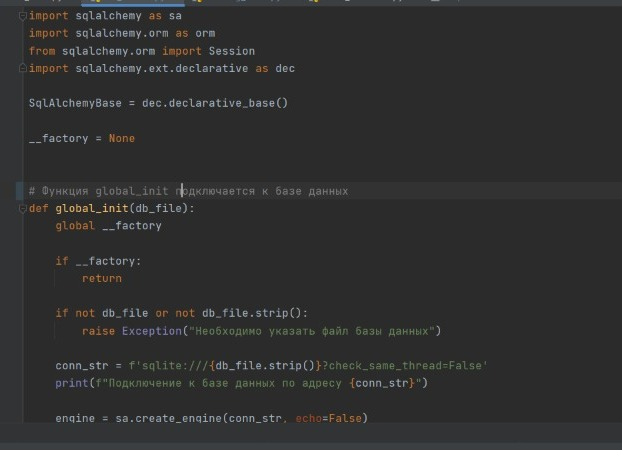 import sqlalchemy as sa
import sqlalchemy.orm as orm
from sqlalchemy.orm import Session
import sqlalchemy.ext.declarative as dec
SqlAlchemyBase = dec.declarative_base()
__factory = None
# Функция global_init подключается к базе данных
def global_init(db_file):
global __factory
if __factory:
return
if not db_file or not db_file.strip():
raise Exception("Необходимо указать файл базы данных")
conn_str = f'sqlite:///{db_file.strip()}?check_same_thread=False'
print(f"Подключение к базе данных по адресу {conn_str}")
engine = sa.create_engine(conn_str, echo=False)